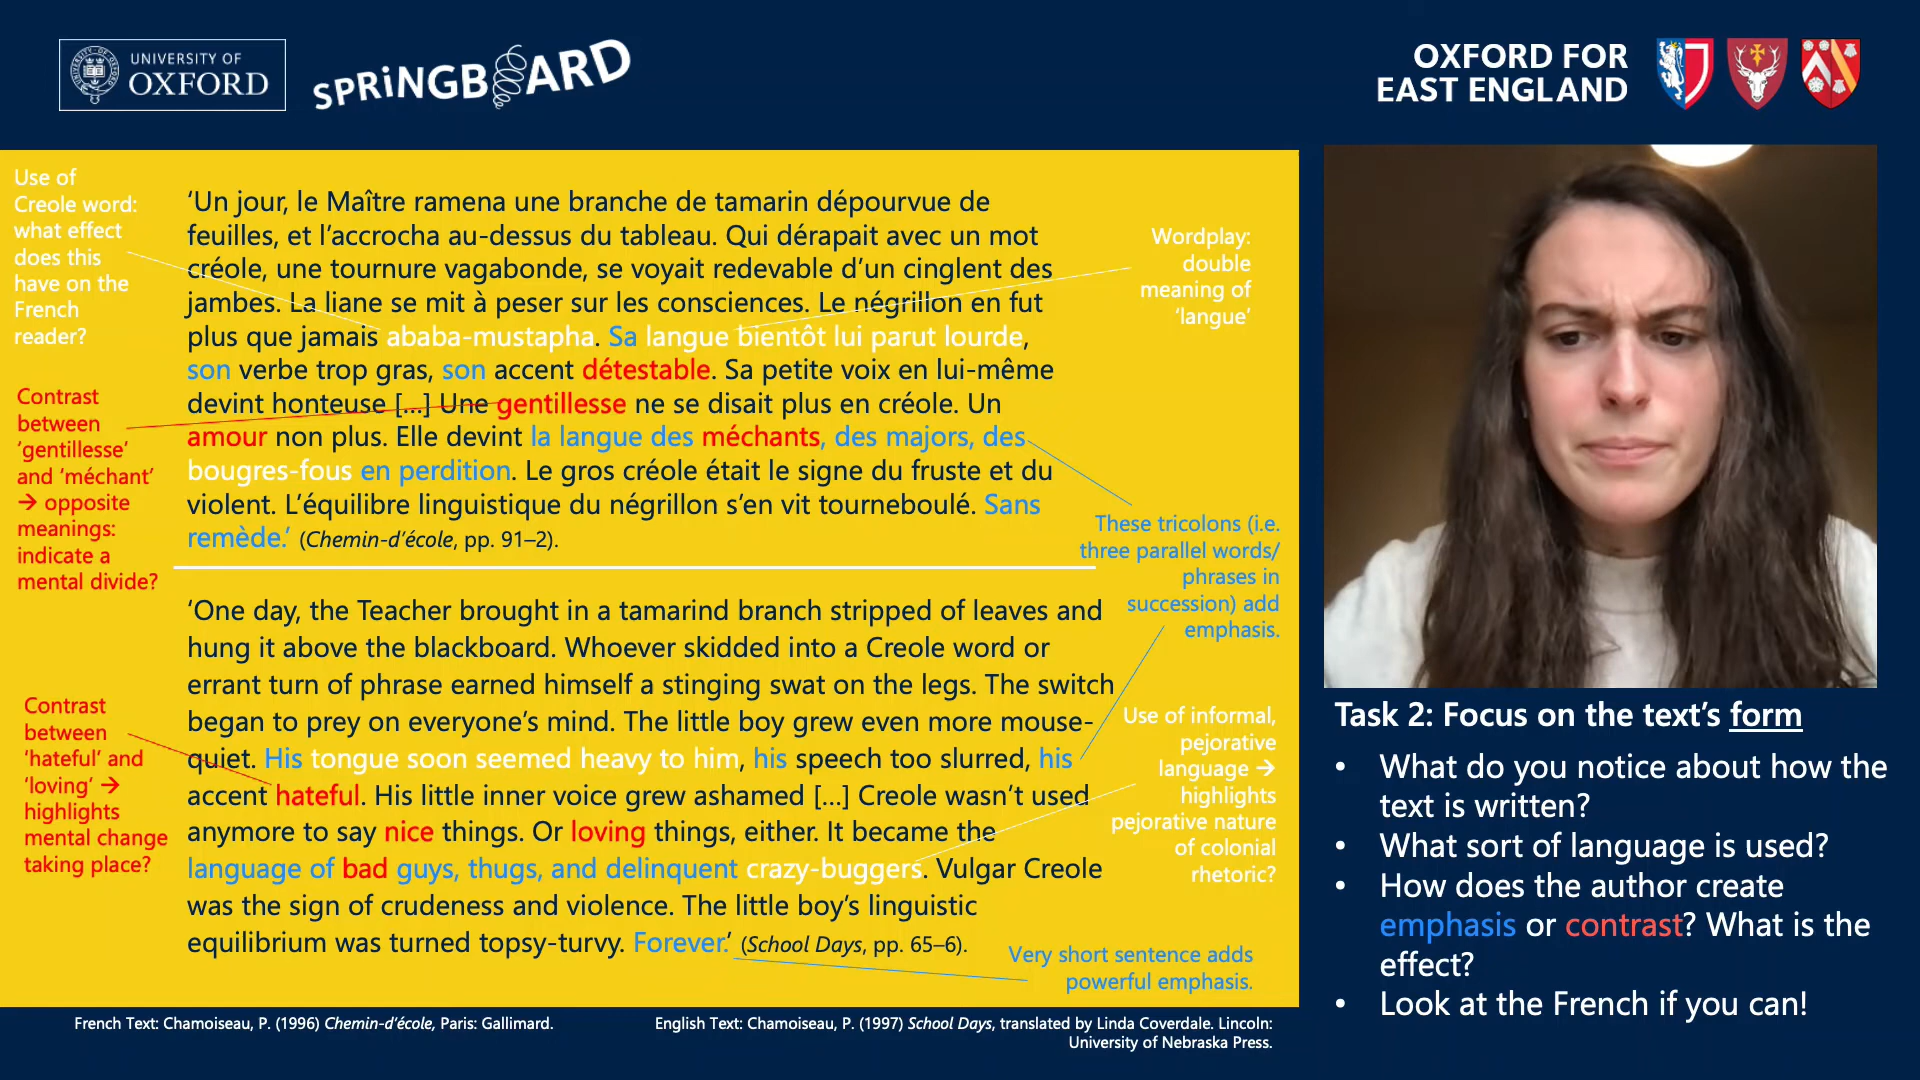 UNIVERSITY OF
OXFORD
SPRiNGBOARD
OXFORD FOR
EAST ENGLAND
Use of
Creole word:
what effect
does this
have on the
French
reader?
Contrast
between
‘gentillesse’
and ‘méchant’
→ opposite
meanings:
indicate a
mental divide?
Contrast
between
‘hateful’ and
‘loving’ →
highlights
mental change
taking place?
‘Un jour, le Maître ramena une branche de tamarin dépourvue de
feuilles, et l’accrocha au-dessus du tableau. Qui dérapait avec un mot
créole, une tournure vagabonde, se voyait redevable d’un cinglent des
jambes. La liane se mit à peser sur les consciences. Le négrillon en fut
plus que jamais ababa-mustapha. Sa langue bientôt lui parut lourde,
son verbe trop gras, son accent détestable. Sa petite voix en lui-même
devint honteuse [...] Une gentillesse ne se disait plus en créole. Un
amour non plus. Elle devint la langue des méchants, des majors, des
bougres-fous en perdition. Le gros créole était le signe du fruste et du
violent. L’équilibre linguistique du négrillon s’en vit tourneboulé. Sans
remède.’ (Chemin-d’école, pp. 91–2).
‘One day, the Teacher brought in a tamarind branch stripped of leaves and
hung it above the blackboard. Whoever skidded into a Creole word or
errant turn of phrase earned himself a stinging swat on the legs. The switch
began to prey on everyone’s mind. The little boy grew even more mouse-
quiet. His tongue soon seemed heavy to him, his speech too slurred, his
accent hateful. His little inner voice grew ashamed [...] Creole wasn’t used
anymore to say nice things. Or loving things, either. It became the
language of bad guys, thugs, and delinquent crazy-buggers. Vulgar Creole
was the sign of crudeness and violence. The little boy’s linguistic
equilibrium was turned topsy-turvy. Forever.’ (School Days, pp. 65–6).
Wordplay:
double
meaning of
‘langue’
These tricolons (i.e.
three parallel words/
phrases in
succession) add
emphasis.
Use of informal,
pejorative
language →
highlights
pejorative nature
of colonial
rhetoric?
Very short sentence adds
powerful emphasis.
Task 2: Focus on the text’s form
• What do you notice about how the
text is written?
• What sort of language is used?
• How does the author create
emphasis or contrast? What is the
effect?
• Look at the French if you can!
French Text: Chamoiseau, P. (1996) Chemin-d’école, Paris: Gallimard.
English Text: Chamoiseau, P. (1997) School Days, translated by Linda Coverdale. Lincoln:
University of Nebraska Press.